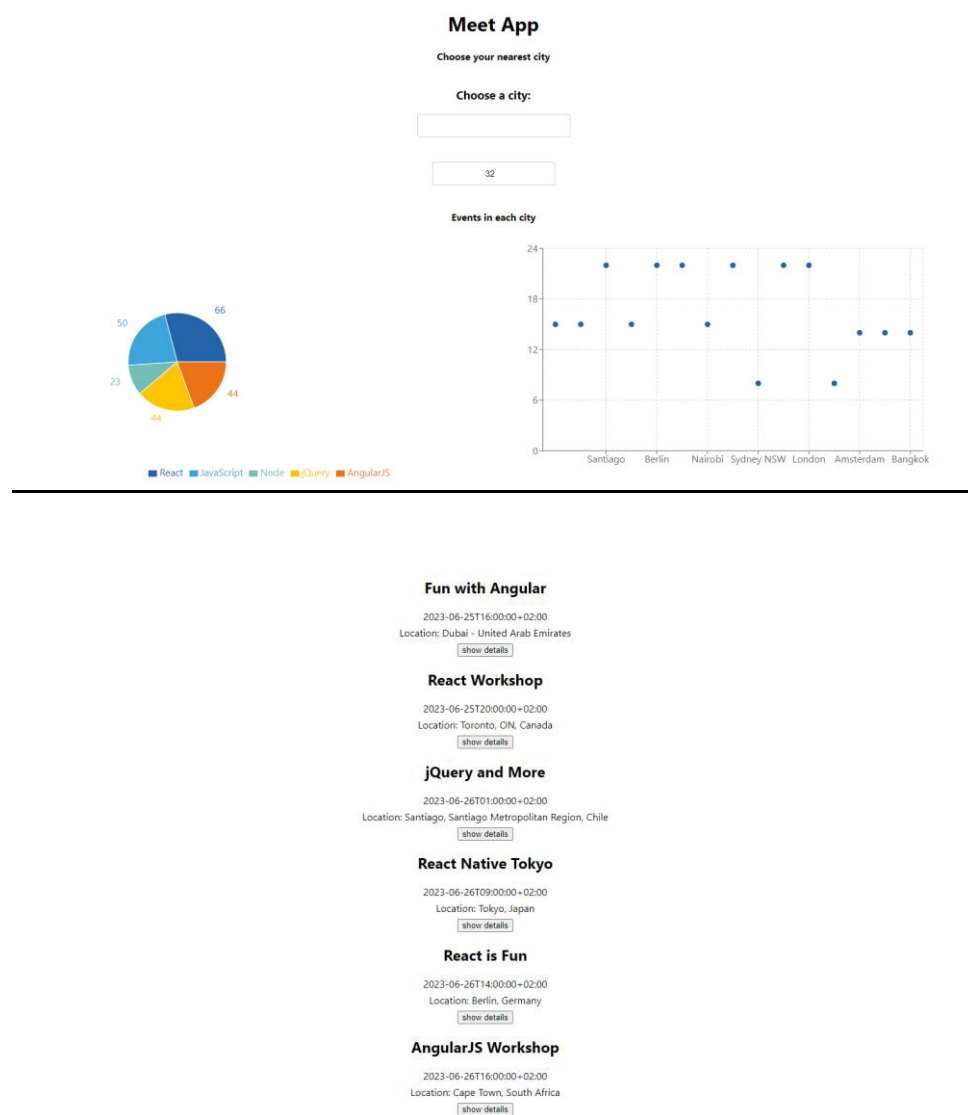 Meet App
Choose your nearest city
Choose a city:
32
Events in each city
66
50
23
44
44
React JavaScript Node jQuery AngularJS
24
18
12
6
0
Santiago Berlin Nairobi Sydney NSW London Amsterdam Bangkok
Fun with Angular
2023-06-25T16:00:00+02:00
Location: Dubai - United Arab Emirates
show details
React Workshop
2023-06-25T20:00:00+02:00
Location: Toronto, ON, Canada
show details
jQuery and More
2023-06-26T01:00:00+02:00
Location: Santiago, Santiago Metropolitan Region, Chile
show details
React Native Tokyo
2023-06-26T09:00:00+02:00
Location: Tokyo, Japan
show details
React is Fun
2023-06-26T14:00:00+02:00
Location: Berlin, Germany
show details
AngularJS Workshop
2023-06-26T16:00:00+02:00
Location: Cape Town, South Africa
show details